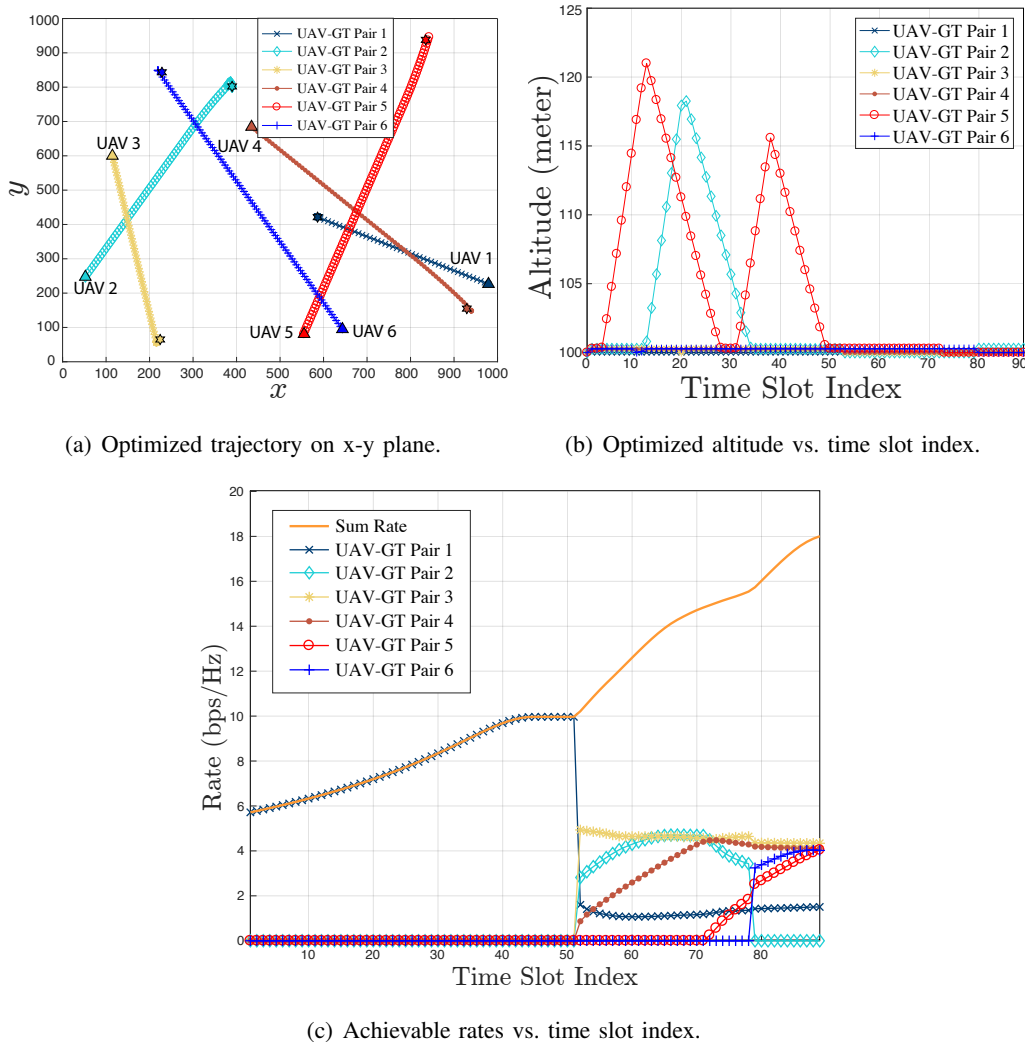 1000
900
800
700
600
500
400
300
200
100
0
y
0 100 200 300 400 500 600 700 800 900 1000
x
UAV-GT Pair 1
UAV-GT Pair 2
UAV-GT Pair 3
UAV-GT Pair 4
UAV-GT Pair 5
UAV-GT Pair 6
UAV 3
UAV 4
UAV 1
UAV 2
UAV 5
UAV 6
(a) Optimized trajectory on x-y plane.
125
120
115
110
105
100
Altitude (meter)
0 10 20 30 40 50 60 70 80 90
Time Slot Index
UAV-GT Pair 1
UAV-GT Pair 2
UAV-GT Pair 3
UAV-GT Pair 4
UAV-GT Pair 5
UAV-GT Pair 6
(b) Optimized altitude vs. time slot index.
20
18
16
14
12
10
8
6
4
2
0
Rate (bps/Hz)
10 20 30 40 50 60 70 80
Time Slot Index
Sum Rate
UAV-GT Pair 1
UAV-GT Pair 2
UAV-GT Pair 3
UAV-GT Pair 4
UAV-GT Pair 5
UAV-GT Pair 6
(c) Achievable rates vs. time slot index.